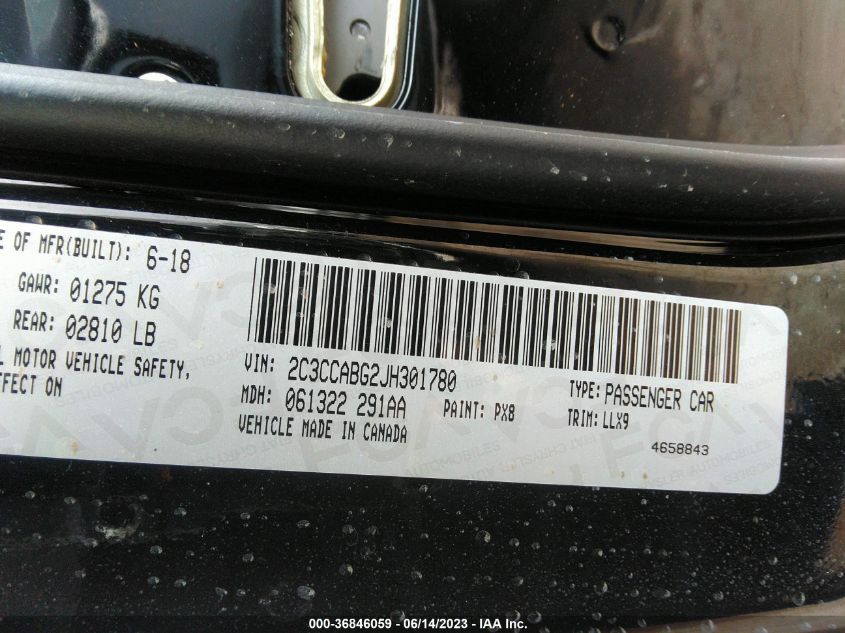 E OF MFR(BUILT): 6-18
GAWR: 01275 KG
REAR: 02810 LB
L MOTOR VEHICLE SAFETY,
FFECT ON
VIN: 2C3CCABG2JH301780
TYPE: PASSENGER CAR
MDH: 061322 291AA
PAINT: PX8
TRIM: LLX9
VEHICLE MADE IN CANADA
4658843
000-36846059 - 06/14/2023 - IAA Inc.